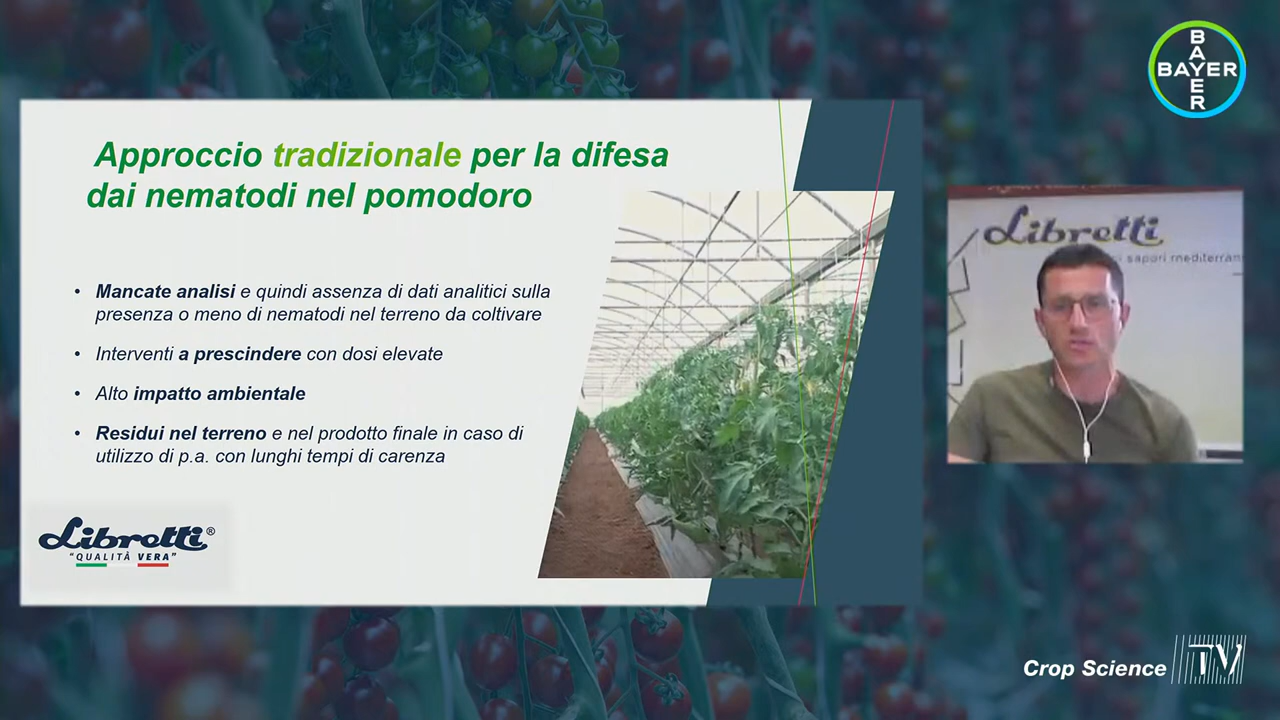 BAYER
BAYER
Approccio tradizionale per la difesa
dai nematodi nel pomodoro
• Mancate analisi e quindi assenza di dati analitici sulla
presenza o meno di nematodi nel terreno da coltivare
• Interventi a prescindere con dosi elevate
• Alto impatto ambientale
• Residui nel terreno e nel prodotto finale in caso di
utilizzo di p.a. con lunghi tempi di carenza
Libretti®
"QUALITÀ VERA"
Libretti
sapori mediterran
Crop Science TV